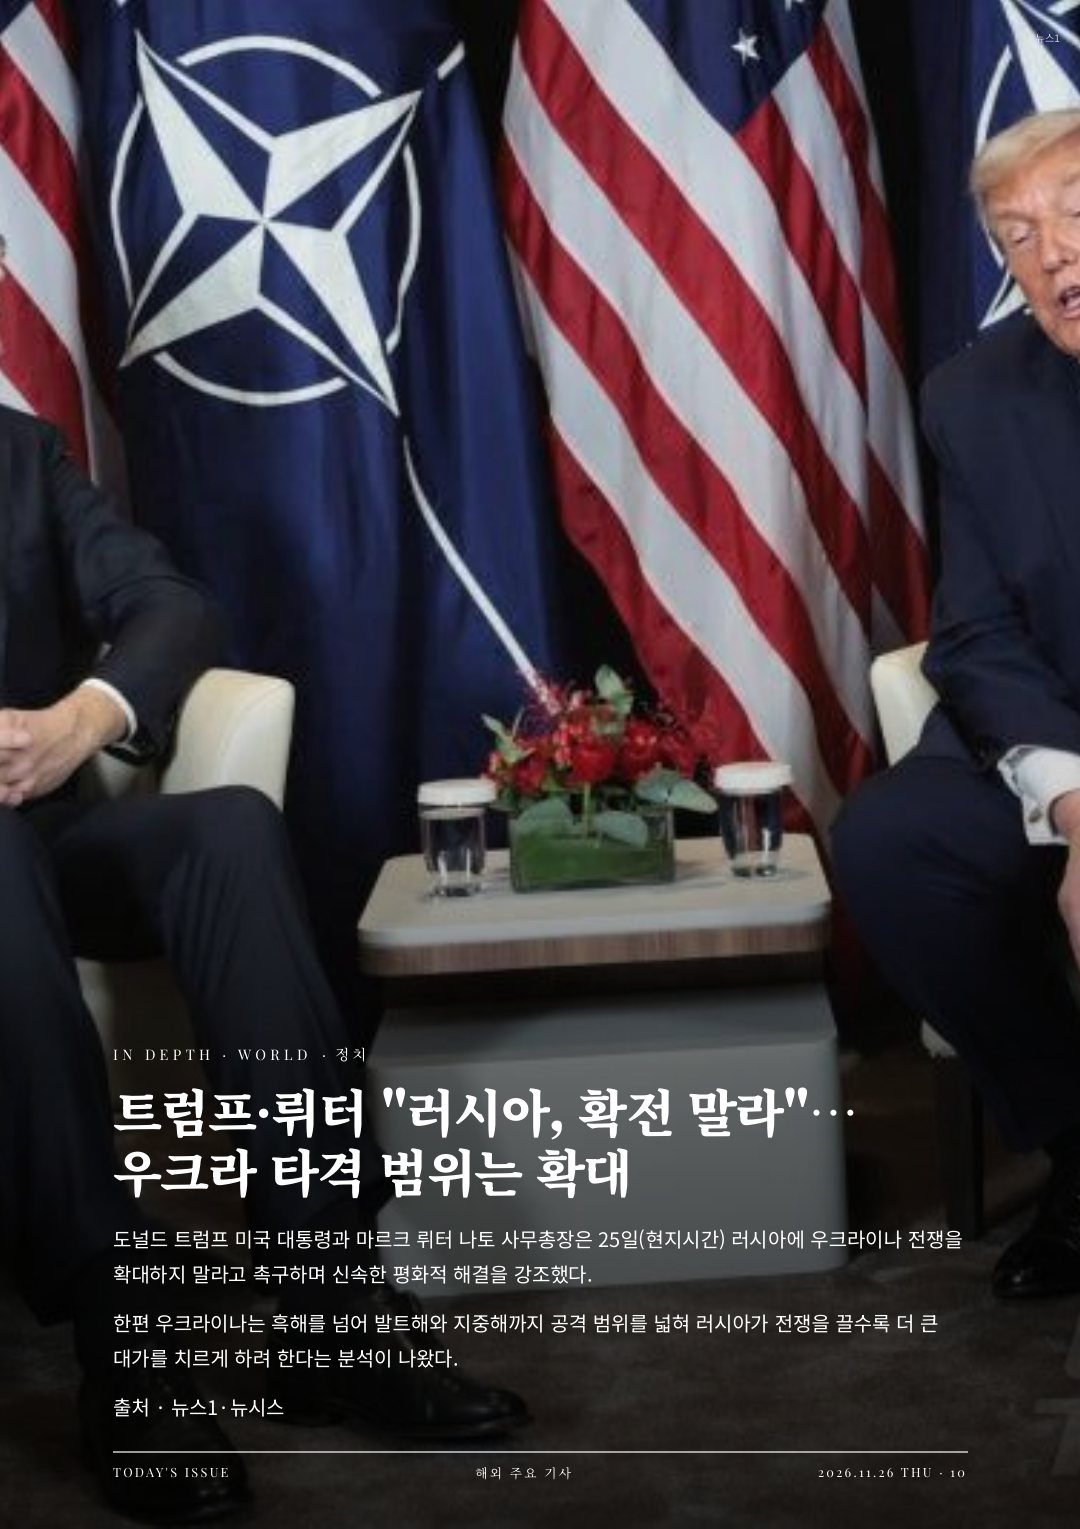 뉴스1
IN DEPTH · WORLD · 정치
트럼프·뤼터 "러시아, 확전 말라"…
우크라 타격 범위는 확대
도널드 트럼프 미국 대통령과 마르크 뤼터 나토 사무총장은 25일(현지시간) 러시아에 우크라이나 전쟁을
확대하지 말라고 촉구하며 신속한 평화적 해결을 강조했다.
한편 우크라이나는 흑해를 넘어 발트해와 지중해까지 공격 범위를 넓혀 러시아가 전쟁을 끌수록 더 큰
대가를 치르게 하려 한다는 분석이 나왔다.
출처 · 뉴스1·뉴시스
TODAY'S ISSUE
해외 주요 기사
2026.11.26 THU · 10